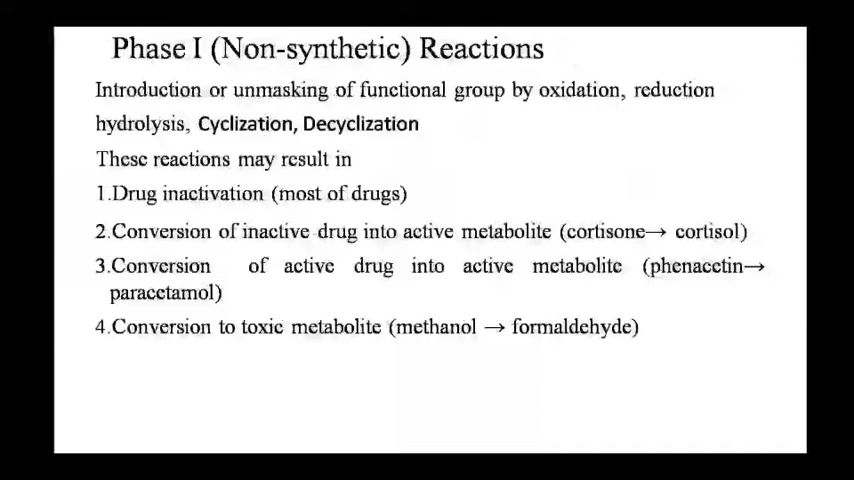 Phase I (Non-synthetic) Reactions
Introduction or unmasking of functional group by oxidation, reduction
hydrolysis, Cyclization, Decyclization
These reactions may result in
1.Drug inactivation (most of drugs)
2.Conversion of inactive drug into active metabolite (cortisone→ cortisol)
3.Conversion of active drug into active metabolite (phenacetin→
paracetamol)
4.Conversion to toxic metabolite (methanol → formaldehyde)